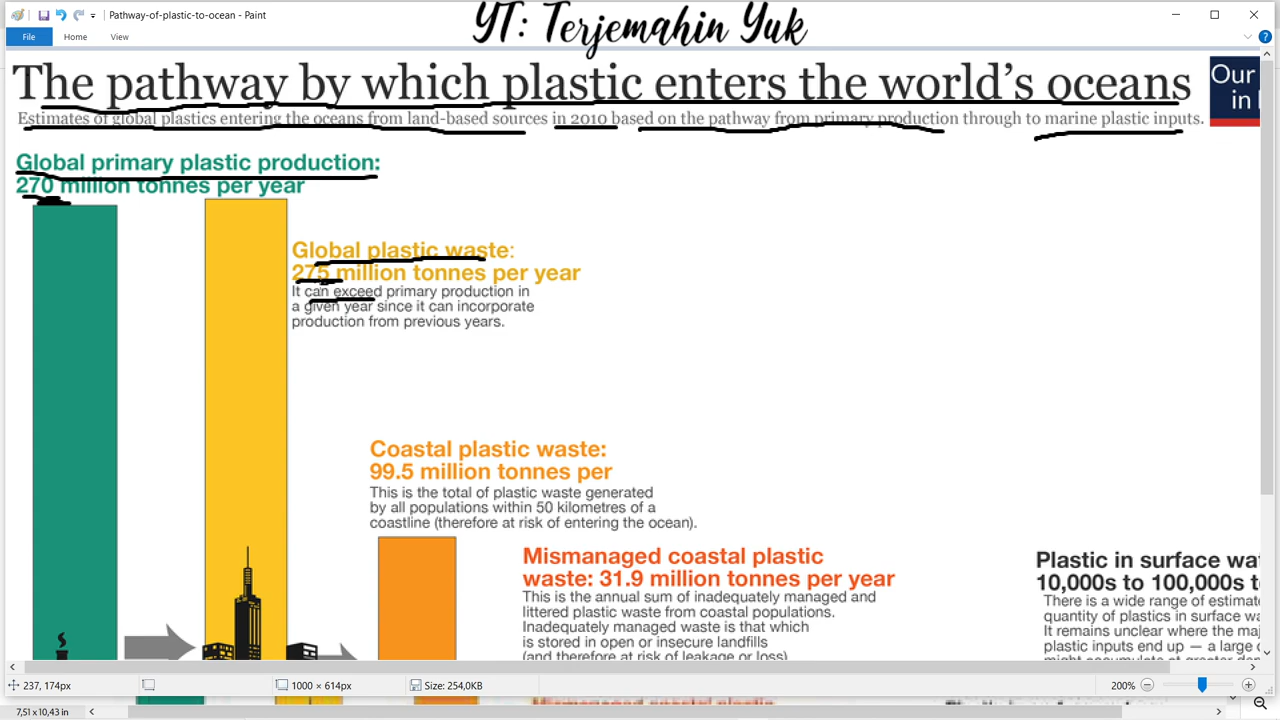 Pathway-of-plastic-to-ocean - Paint
YT: Terjemahin Yuk
File Home View
The pathway by which plastic enters the world's oceans
Our
in
Estimates of global plastics entering the oceans from land-based sources in 2010 based on the pathway from primary production through to marine plastic inputs.
Global primary plastic production:
270 million tonnes per year
Global plastic waste:
275 million tonnes per year
It can exceed primary production in
a given year since it can incorporate
production from previous years.
Coastal plastic waste:
99.5 million tonnes per
This is the total of plastic waste generated
by all populations within 50 kilometres of a
coastline (therefore at risk of entering the ocean).
Mismanaged coastal plastic
waste: 31.9 million tonnes per year
This is the annual sum of inadequately managed and
littered plastic waste from coastal populations.
Inadequately managed waste is that which
is stored in open or insecure landfills
(and therefore at risk of leakage or loss)
Plastic in surface wa
10,000s to 100,000s t
There is a wide range of estimate
quantity of plastics in surface wa
It remains unclear where the maj
plastic inputs end up — a large
237, 174px
1000 × 614px
Size: 254,0KB
200%
7,51 x 10,43 in